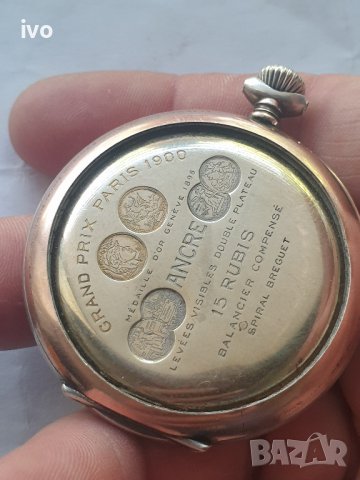 ivo
GRAND PRIX PARIS 1900
MÉDAILLE D'OR GENÈVE 1896
ANCRE
LEVÉES VISIBLES DOUBLE PLATEAU
15 RUBIS
BALANCIER COMPENSÉ
SPIRAL BREGUET
BAZAR